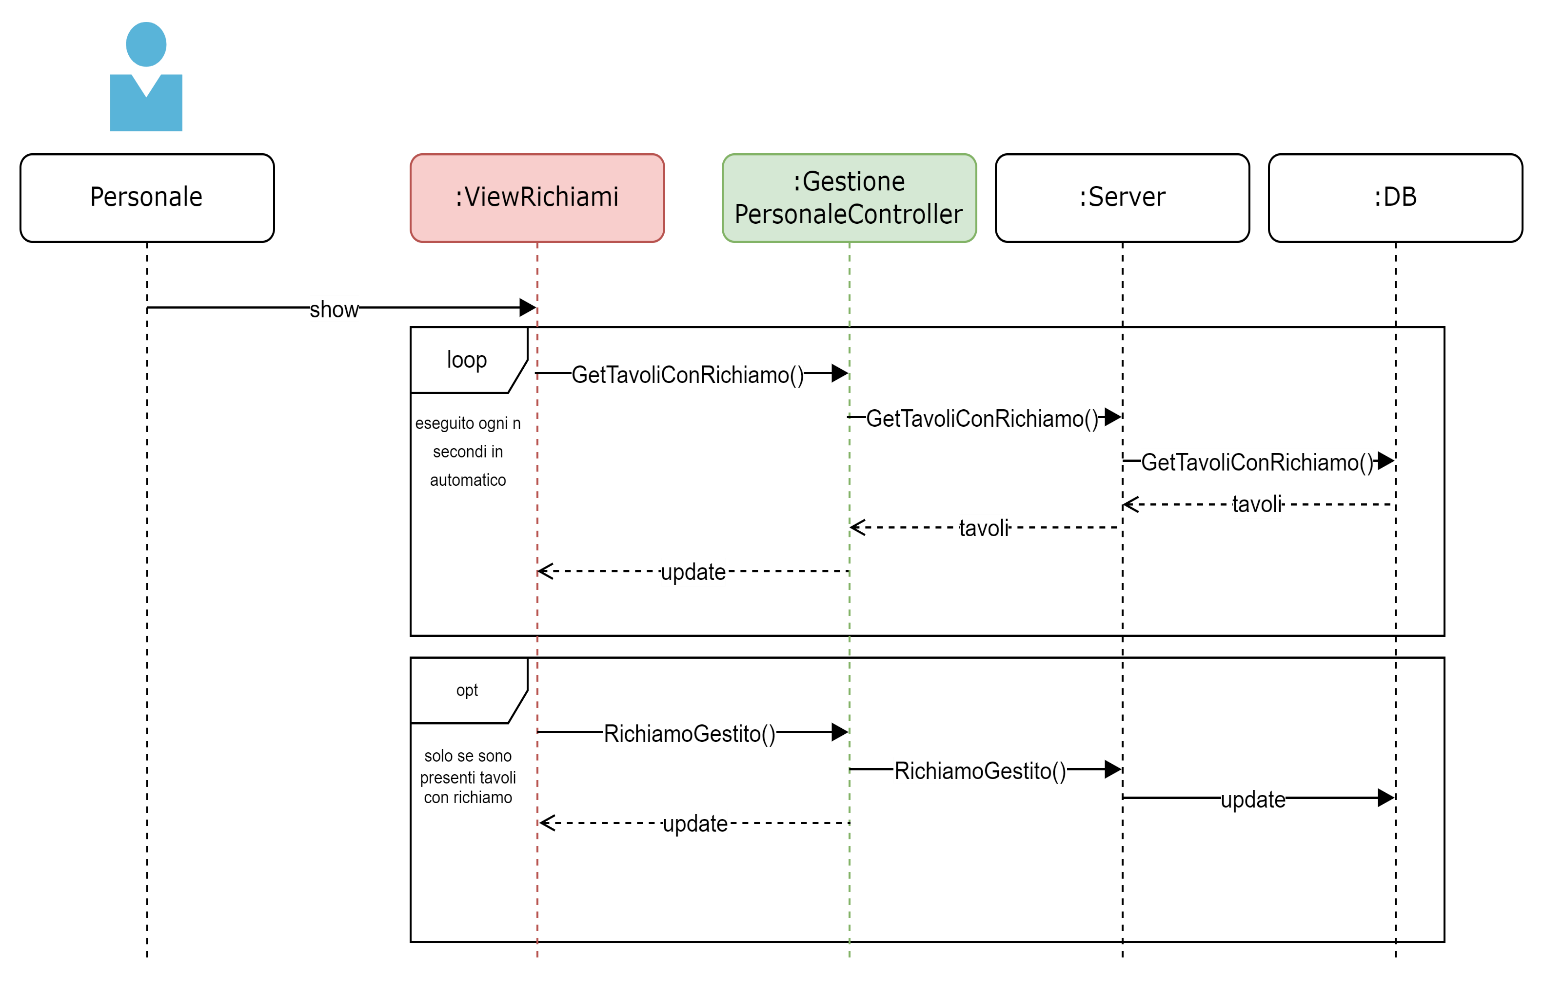 Personale
:ViewRichiami
:Gestione
PersonaleController
:Server
:DB
show
loop
GetTavoliConRichiamo()
eseguito ogni n
secondi in
automatico
GetTavoliConRichiamo()
GetTavoliConRichiamo()
tavoli
tavoli
update
opt
RichiamoGestito()
solo se sono
presenti tavoli
con richiamo
RichiamoGestito()
update
update